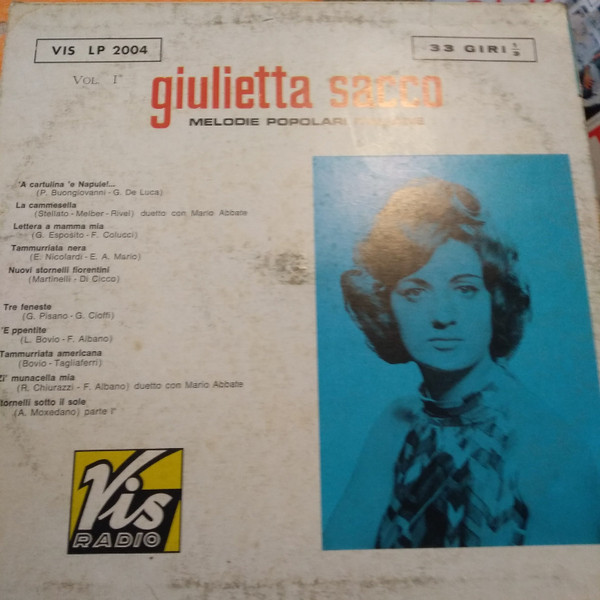 VIS LP 2004
33 GIRI 1/3
VOL. I°
giulietta sacco
MELODIE POPOLARI
'A cartulina 'e Napule!...
(P. Buongiovanni - G. De Luca)
La cammesella
(Stellato - Melber - Rivel) duetto con Mario Abbate
Lettera a mamma mia
(G. Esposito - F. Colucci)
Tammurriata nera
(E. Nicolardi - E. A. Mario)
Nuovi stornelli fiorentini
(Martinelli - Di Cicco)
Tre feneste
(G. Pisano - G. Cioffi)
'E ppentite
(L. Bovio - F. Albano)
Tammurriata americana
(Bovio - Tagliaferri)
Zi' munacella mia
(R. Chiurazzi - F. Albano) duetto con Mario Abbate
tornelli sotto il sole
(A. Moxedano) parte I°
Vis
RADIO